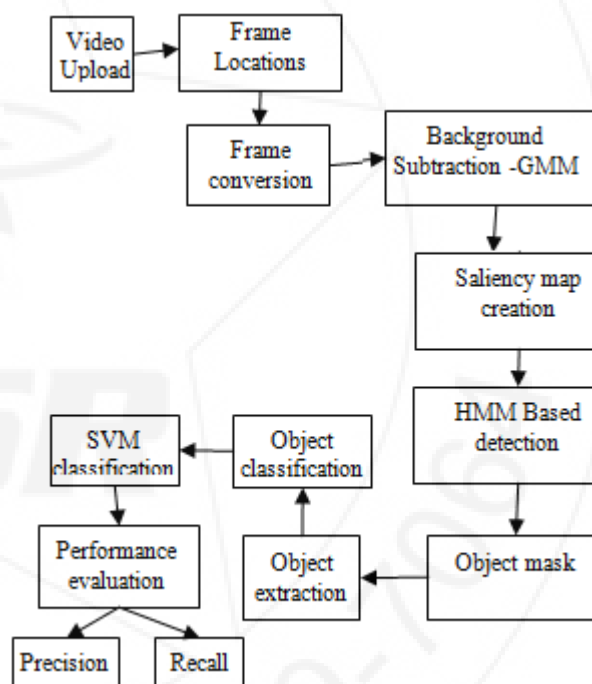 Video
Upload
Frame
Locations
Frame
conversion
Background
Subtraction -GMM
Saliency map
creation
HMM Based
detection
Object mask
Object
extraction
Object
classification
SVM
classification
Performance
evaluation
Precision
Recall